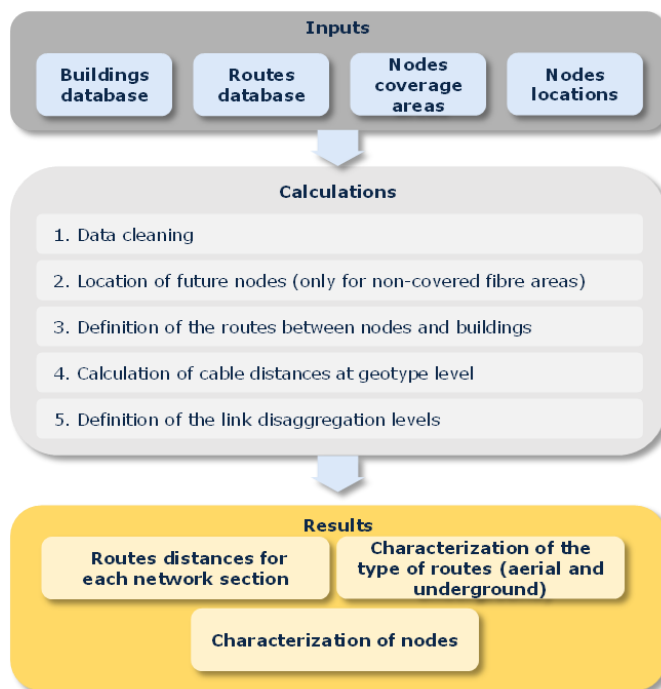 Inputs
Buildings
database
Routes
database
Nodes
coverage
areas
Nodes
locations
Calculations
1. Data cleaning
2. Location of future nodes (only for non-covered fibre areas)
3. Definition of the routes between nodes and buildings
4. Calculation of cable distances at geotype level
5. Definition of the link disaggregation levels
Results
Routes distances for
each network section
Characterization of the
type of routes (aerial and
underground)
Characterization of nodes